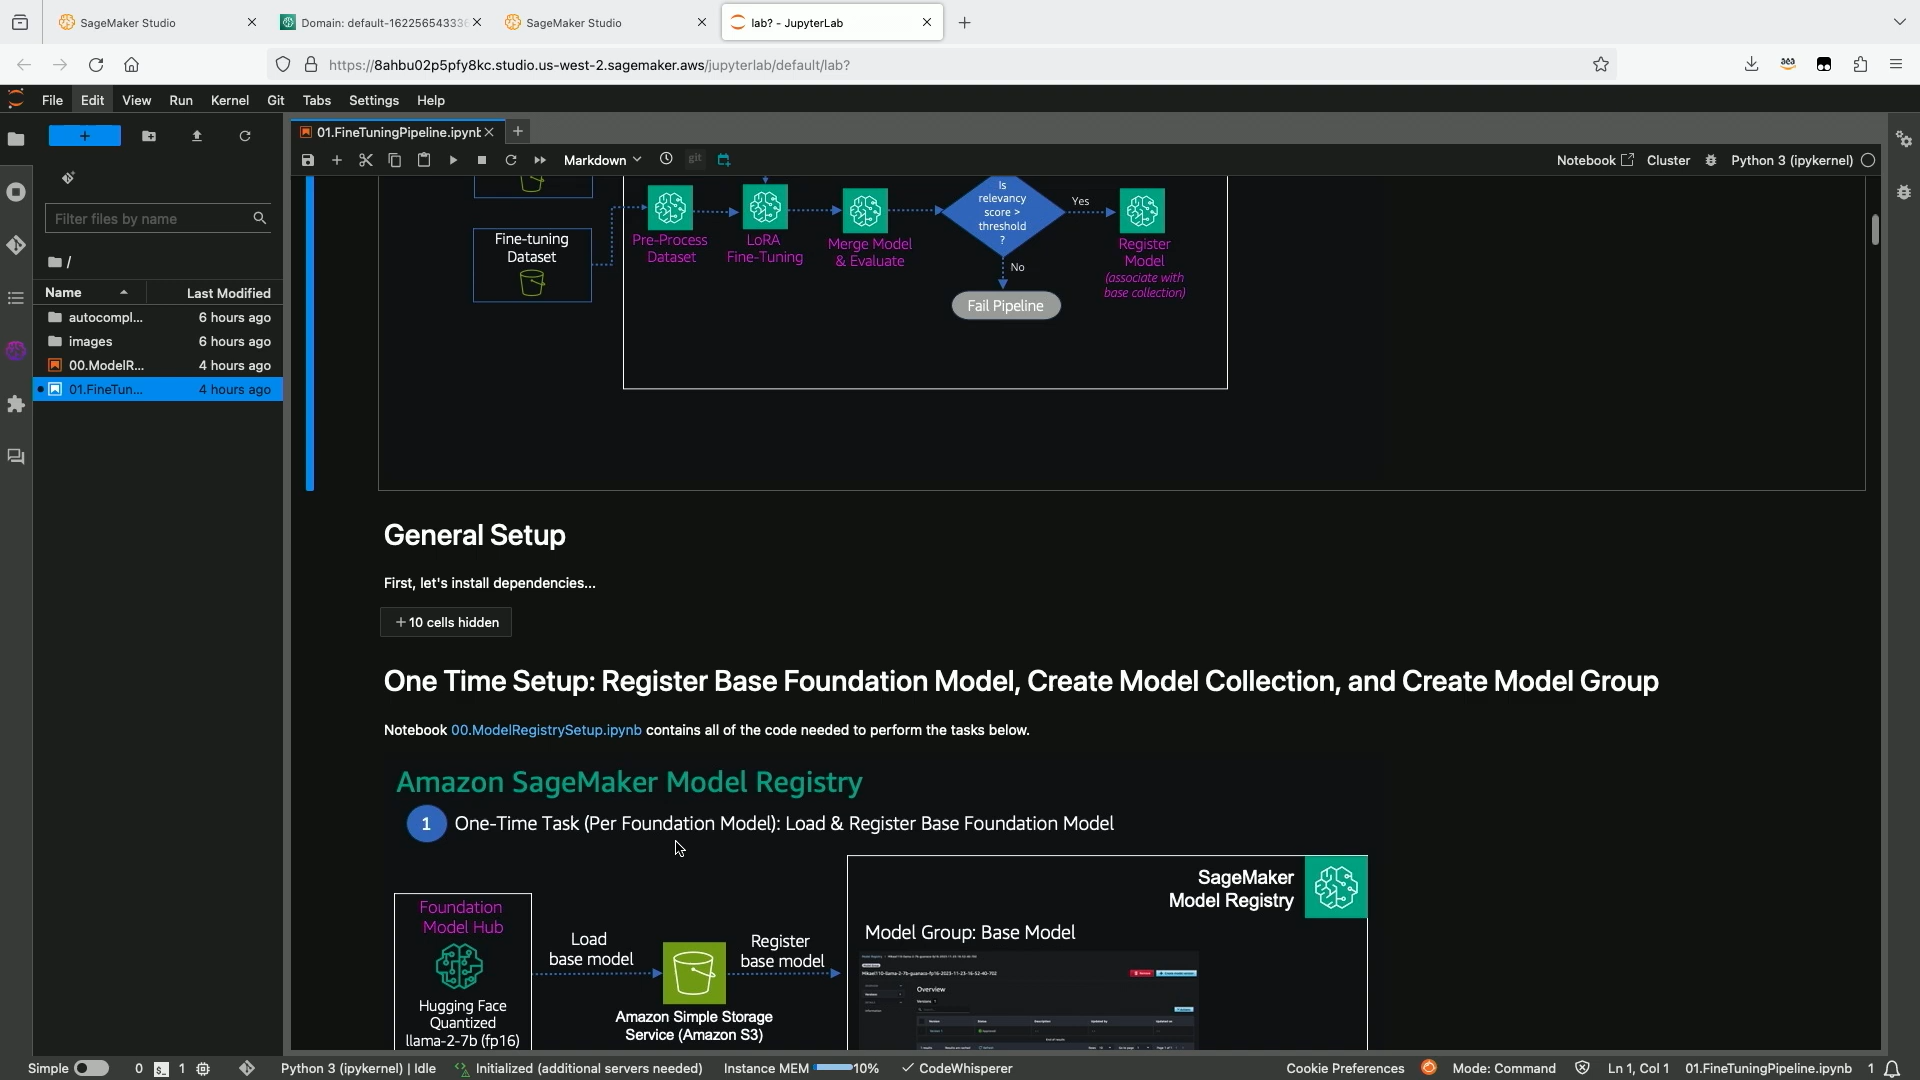 SageMaker Studio
Domain: default-16225654333
SageMaker Studio
lab? - JupyterLab
https://8ahbu02p5pfy8kc.studio.us-west-2.sagemaker.aws/jupyterlab/default/lab?
File Edit View Run Kernel Git Tabs Settings Help
01.FineTuningPipeline.ipynb
Markdown
git
Notebook
Cluster
Python 3 (ipykernel)
Filter files by name
/
Name
Last Modified
autocompl...
6 hours ago
images
6 hours ago
00.ModelR...
4 hours ago
01.FineTun...
4 hours ago
Fine-tuning
Dataset
Pre-Process
Dataset
LoRA
Fine-Tuning
Merge Model
& Evaluate
Is
relevancy
score >
threshold
?
Yes
No
Fail Pipeline
Register
Model
(associate with
base collection)
General Setup
First, let's install dependencies...
+ 10 cells hidden
One Time Setup: Register Base Foundation Model, Create Model Collection, and Create Model Group
Notebook 00.ModelRegistrySetup.ipynb contains all of the code needed to perform the tasks below.
Amazon SageMaker Model Registry
1 One-Time Task (Per Foundation Model): Load & Register Base Foundation Model
Foundation
Model Hub
Hugging Face
Quantized
llama-2-7b (fp16)
Load
base model
Amazon Simple Storage
Service (Amazon S3)
Register
base model
SageMaker
Model Registry
Model Group: Base Model
Overview
Simple
0
1
Python 3 (ipykernel) | Idle
Initialized (additional servers needed)
Instance MEM
10%
CodeWhisperer
Cookie Preferences
Mode: Command
Ln 1, Col 1
01.FineTuningPipeline.ipynb
1